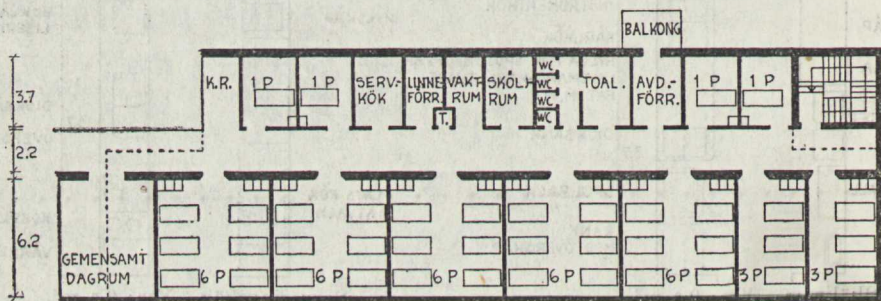 BALKONG
K.R.
1 P
1 P
SERV.-
KÖK
LINNE
FÖRR.
VAKT
RUM
SKÖLJ-
RUM
WC
WC
WC
WC
TOAL.
AVD.-
FÖRR.
1 P
1 P
T.
3.7
2.2
6.2
GEMENSAMT
DAGRUM
6 P
6 P
6 P
6 P
6 P
3 P
3 P